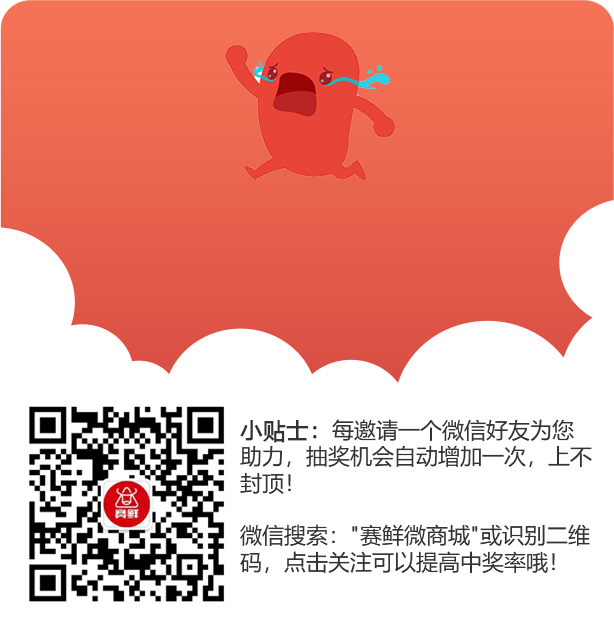 小贴士：每邀请一个微信好友为您
助力，抽奖机会自动增加一次，上不
封顶！
微信搜索："赛鲜微商城"或识别二维
码，点击关注可以提高中奖率哦！
赛鲜